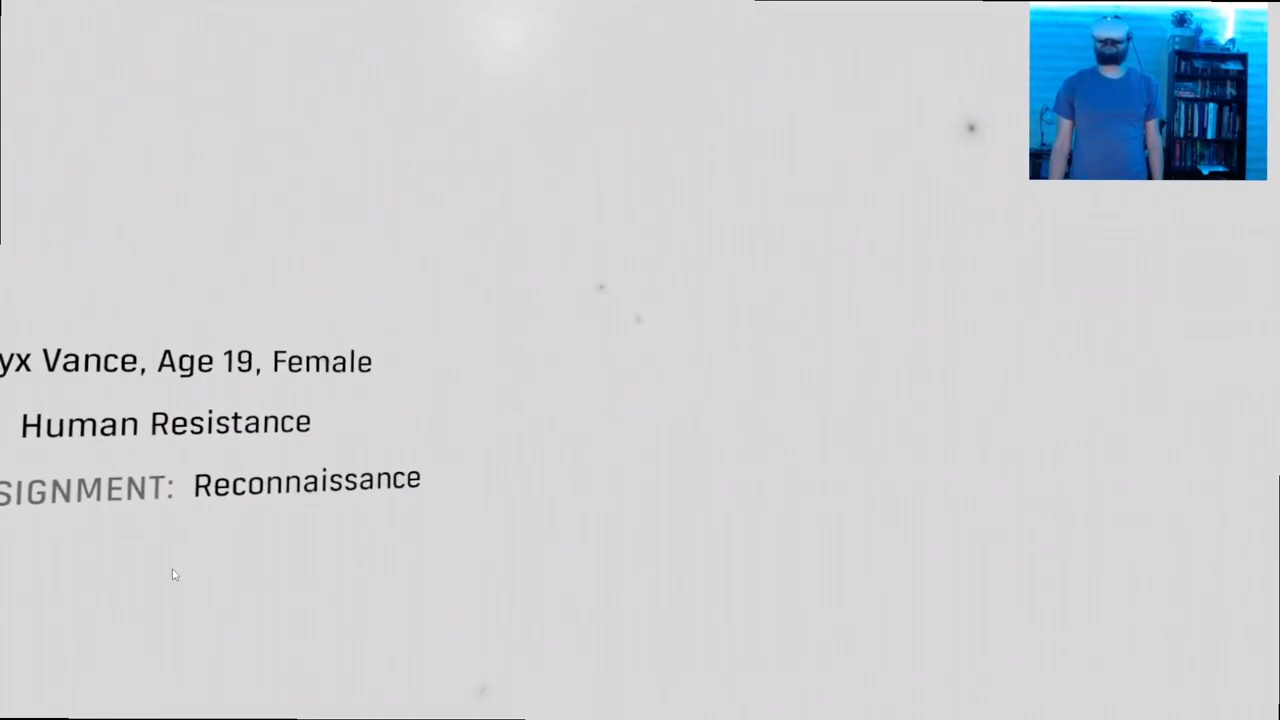 yx Vance, Age 19, Female
Human Resistance
SIGNMENT: Reconnaissance